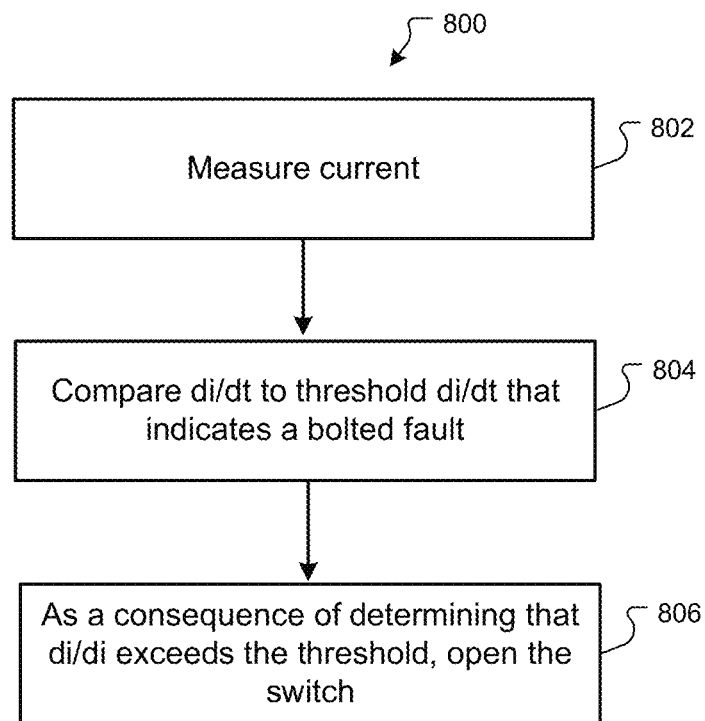 800
Measure current
802
Compare di/dt to threshold di/dt that
indicates a bolted fault
804
As a consequence of determining that
di/di exceeds the threshold, open the
switch
806